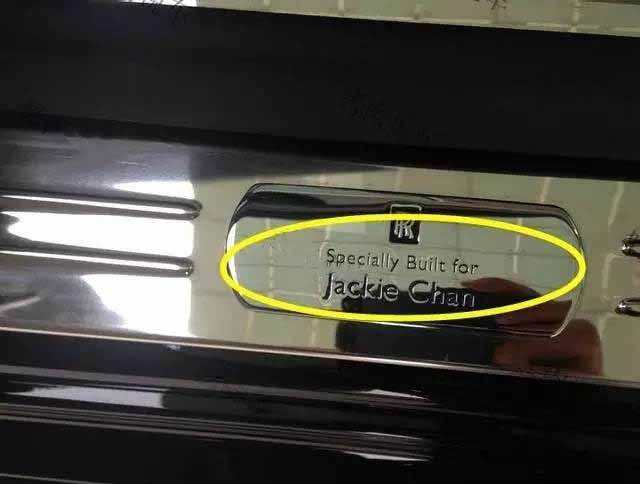 RR
Specially Built for
Jackie Chan